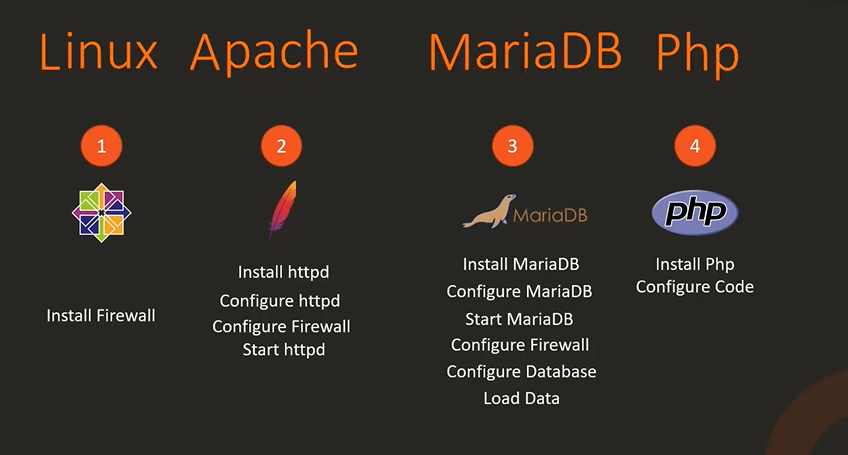 Linux
Apache
MariaDB
Php
1
2
3
4
MariaDB
php
Install Firewall
Install httpd
Configure httpd
Configure Firewall
Start httpd
Install MariaDB
Configure MariaDB
Start MariaDB
Configure Firewall
Configure Database
Load Data
Install Php
Configure Code